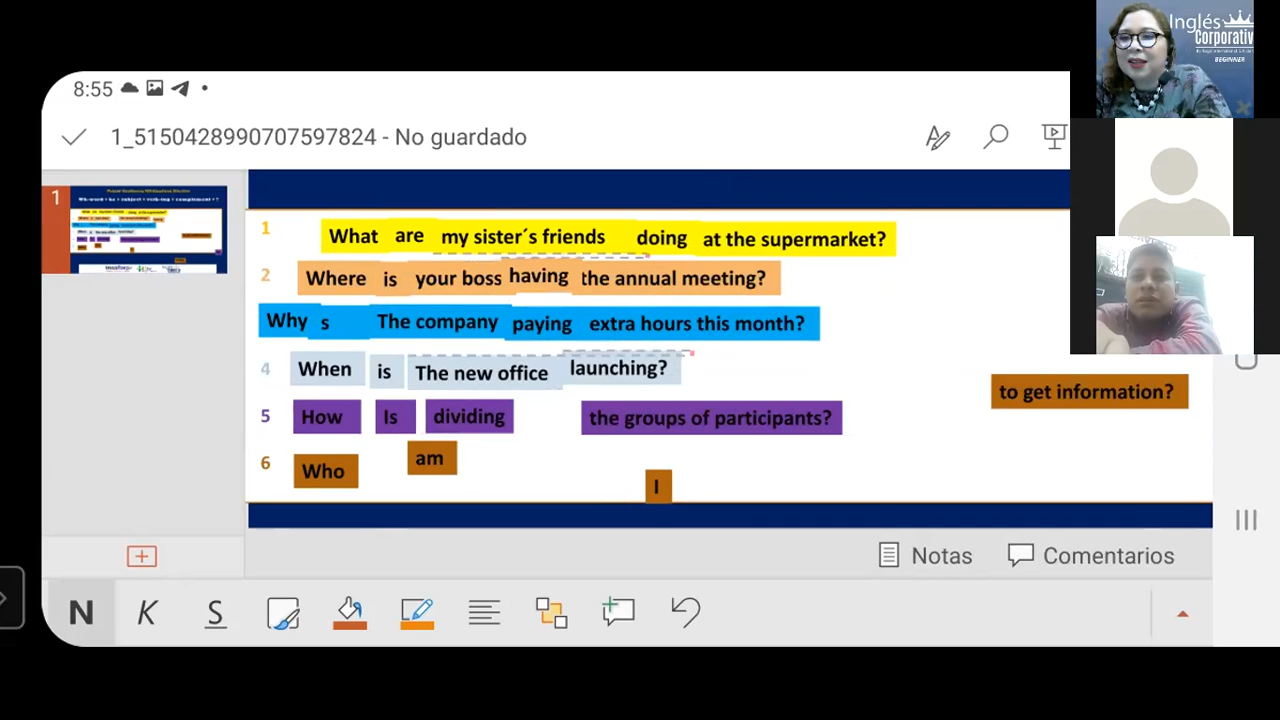 8:55
Inglés
Corporativ
BEGINNER
1_5150428990707597824 - No guardado
1
1 What are my sister´s friends doing at the supermarket?
2 Where is your boss having the annual meeting?
Why s The company paying extra hours this month?
4 When is The new office launching?
to get information?
5 How Is dividing the groups of participants?
6 Who am
I
Notas Comentarios
N K S